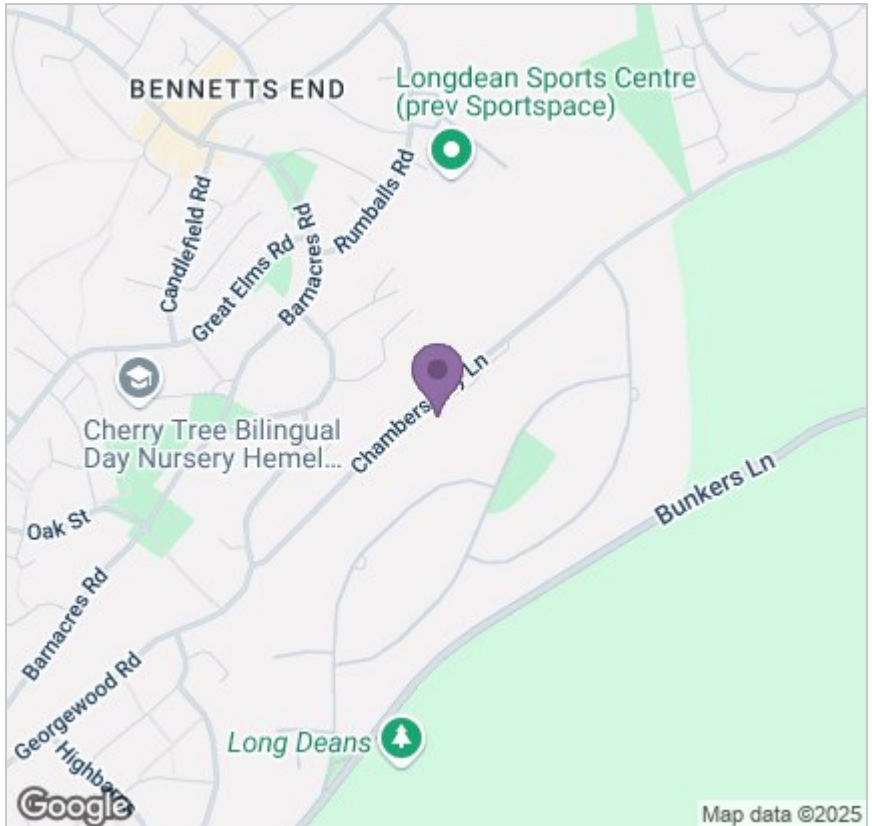 BENNETTS END
Longdean Sports Centre
(prev Sportspace)
Candlefield Rd
Great Elms Rd
Barnacres Rd
Rumballs Rd
Cherry Tree Bilingual
Day Nursery Hemel...
Ln
Bunkers Ln
Oak St
Barnacres Rd
Georgewood Rd
Long Deans
Google
Map data ©2025